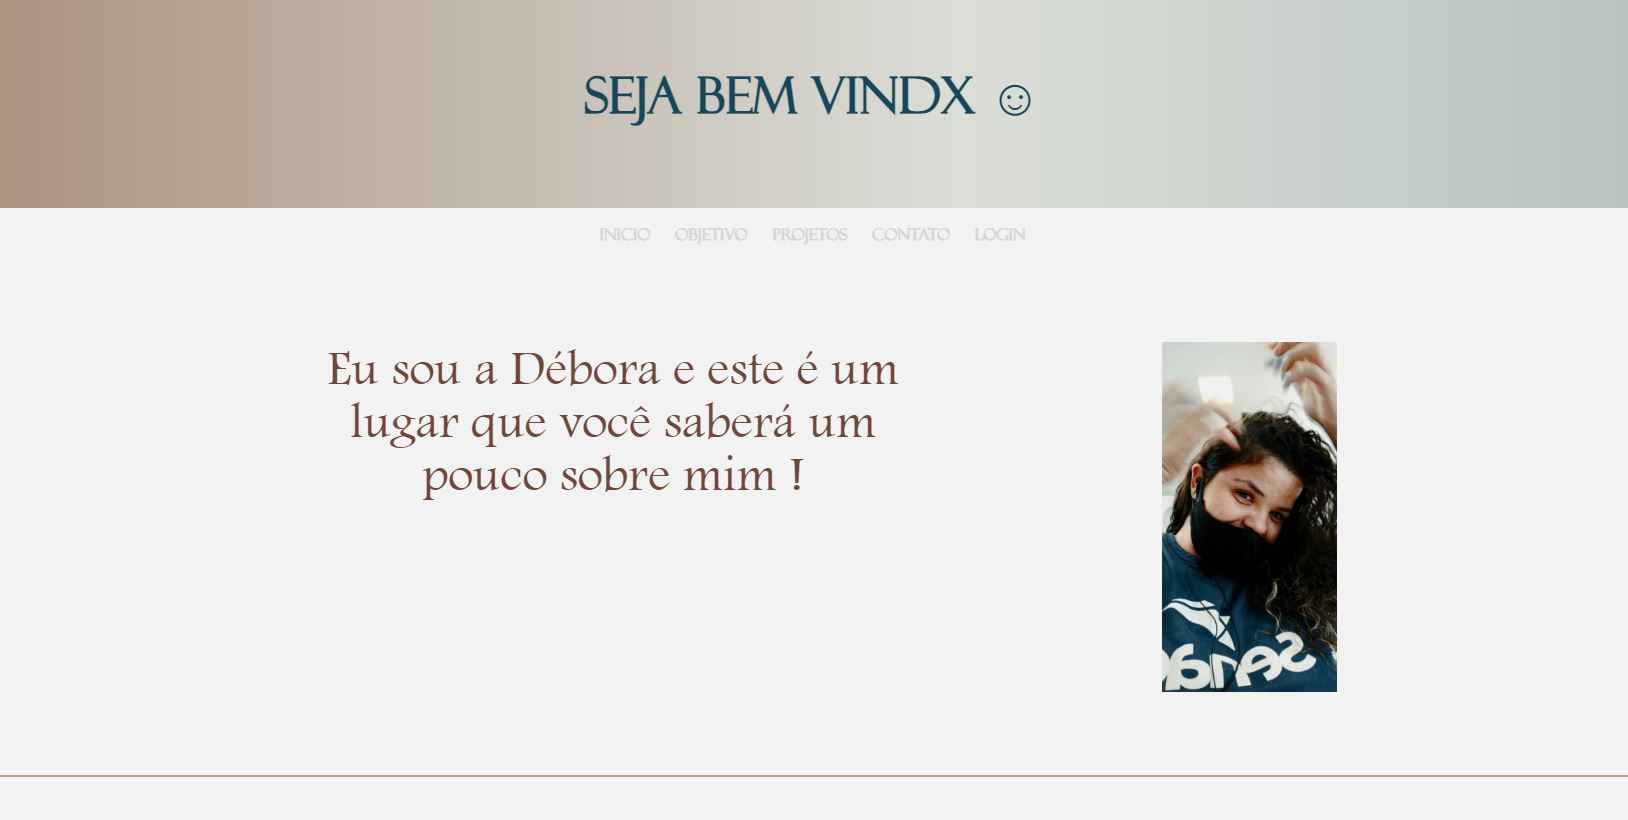 SEJA BEM VINDX ☺
INICIO OBJETIVO PROJETOS CONTATO LOGIN
Eu sou a Débora e este é um
lugar que você saberá um
pouco sobre mim !